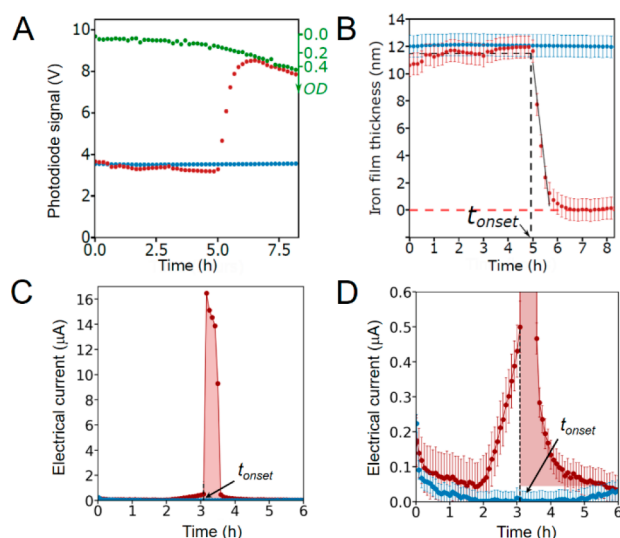 A
Photodiode signal (V)
10
8
6
4
2
0
0.0
2.5
5.0
7.5
Time (h)
0.0
0.2
0.4
OD
B
Iron film thickness (nm)
14
12
10
8
6
4
2
0
tonset
0 1 2 3 4 5 6 7 8
Time (h)
C
Electrical current (μA)
16
14
12
10
8
6
4
2
0
tonset
0 1 2 3 4 5 6
Time (h)
D
Electrical current (μA)
0.6
0.5
0.4
0.3
0.2
0.1
0.0
tonset
0 1 2 3 4 5 6
Time (h)